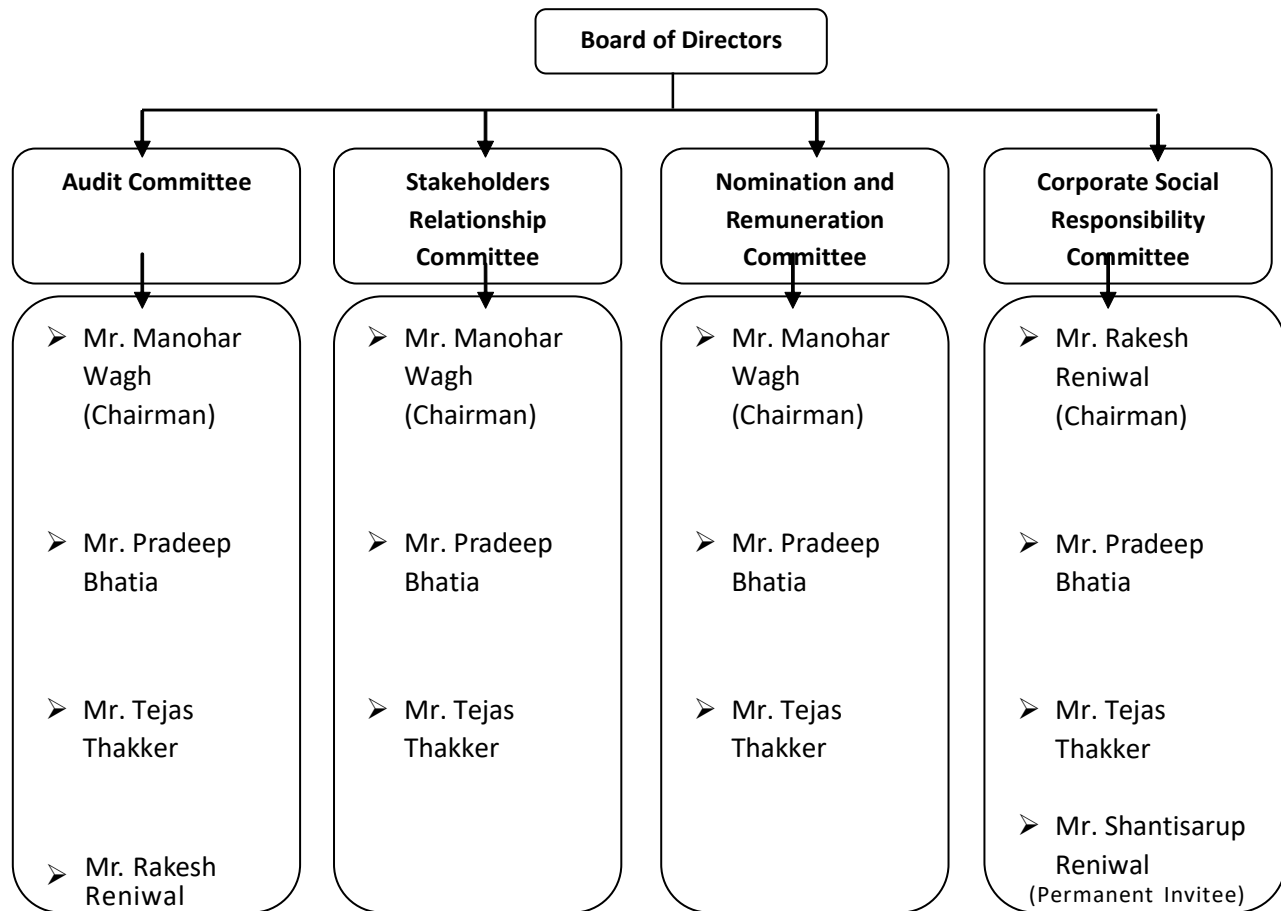 Board of Directors
Audit Committee
Stakeholders
Relationship
Committee
Nomination and
Remuneration
Committee
Corporate Social
Responsibility
Committee
➢ Mr. Manohar
Wagh
(Chairman)
➢ Mr. Pradeep
Bhatia
➢ Mr. Tejas
Thakker
➢ Mr. Rakesh
Reniwal
➢ Mr. Manohar
Wagh
(Chairman)
➢ Mr. Pradeep
Bhatia
➢ Mr. Tejas
Thakker
➢ Mr. Manohar
Wagh
(Chairman)
➢ Mr. Pradeep
Bhatia
➢ Mr. Tejas
Thakker
➢ Mr. Rakesh
Reniwal
(Chairman)
➢ Mr. Pradeep
Bhatia
➢ Mr. Tejas
Thakker
➢ Mr. Shantisarup
Reniwal
(Permanent Invitee)